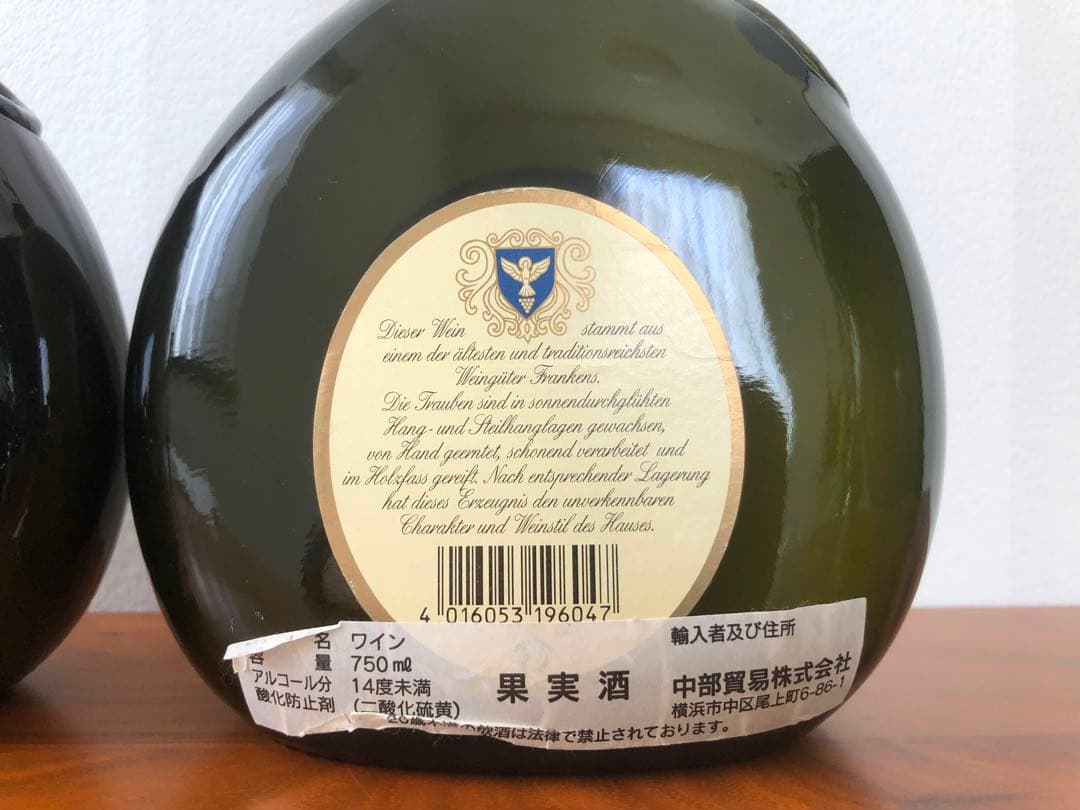 Dieser Wein stammt aus
einem der ältesten und traditionsreichsten
Weingüter Frankens.
Die Trauben sind in sonnendurchglühten
Hang- und Steilhanglagen gewachsen,
von Hand geerntet, schonend verarbeitet und
im Holzfass gereift. Nach entsprechender Lagerung
hat dieses Erzeugnis den unverkennbaren
Charakter und Weinstil des Hauses.
4 016053 196047
名 ワイン
容 量 750mℓ
アルコール分 14度未満
酸化防止剤 (二酸化硫黄)
果実酒
輸入者及び住所
中部貿易株式会社
横浜市中区尾上町6-86-1
飲酒は法律で禁止されております。